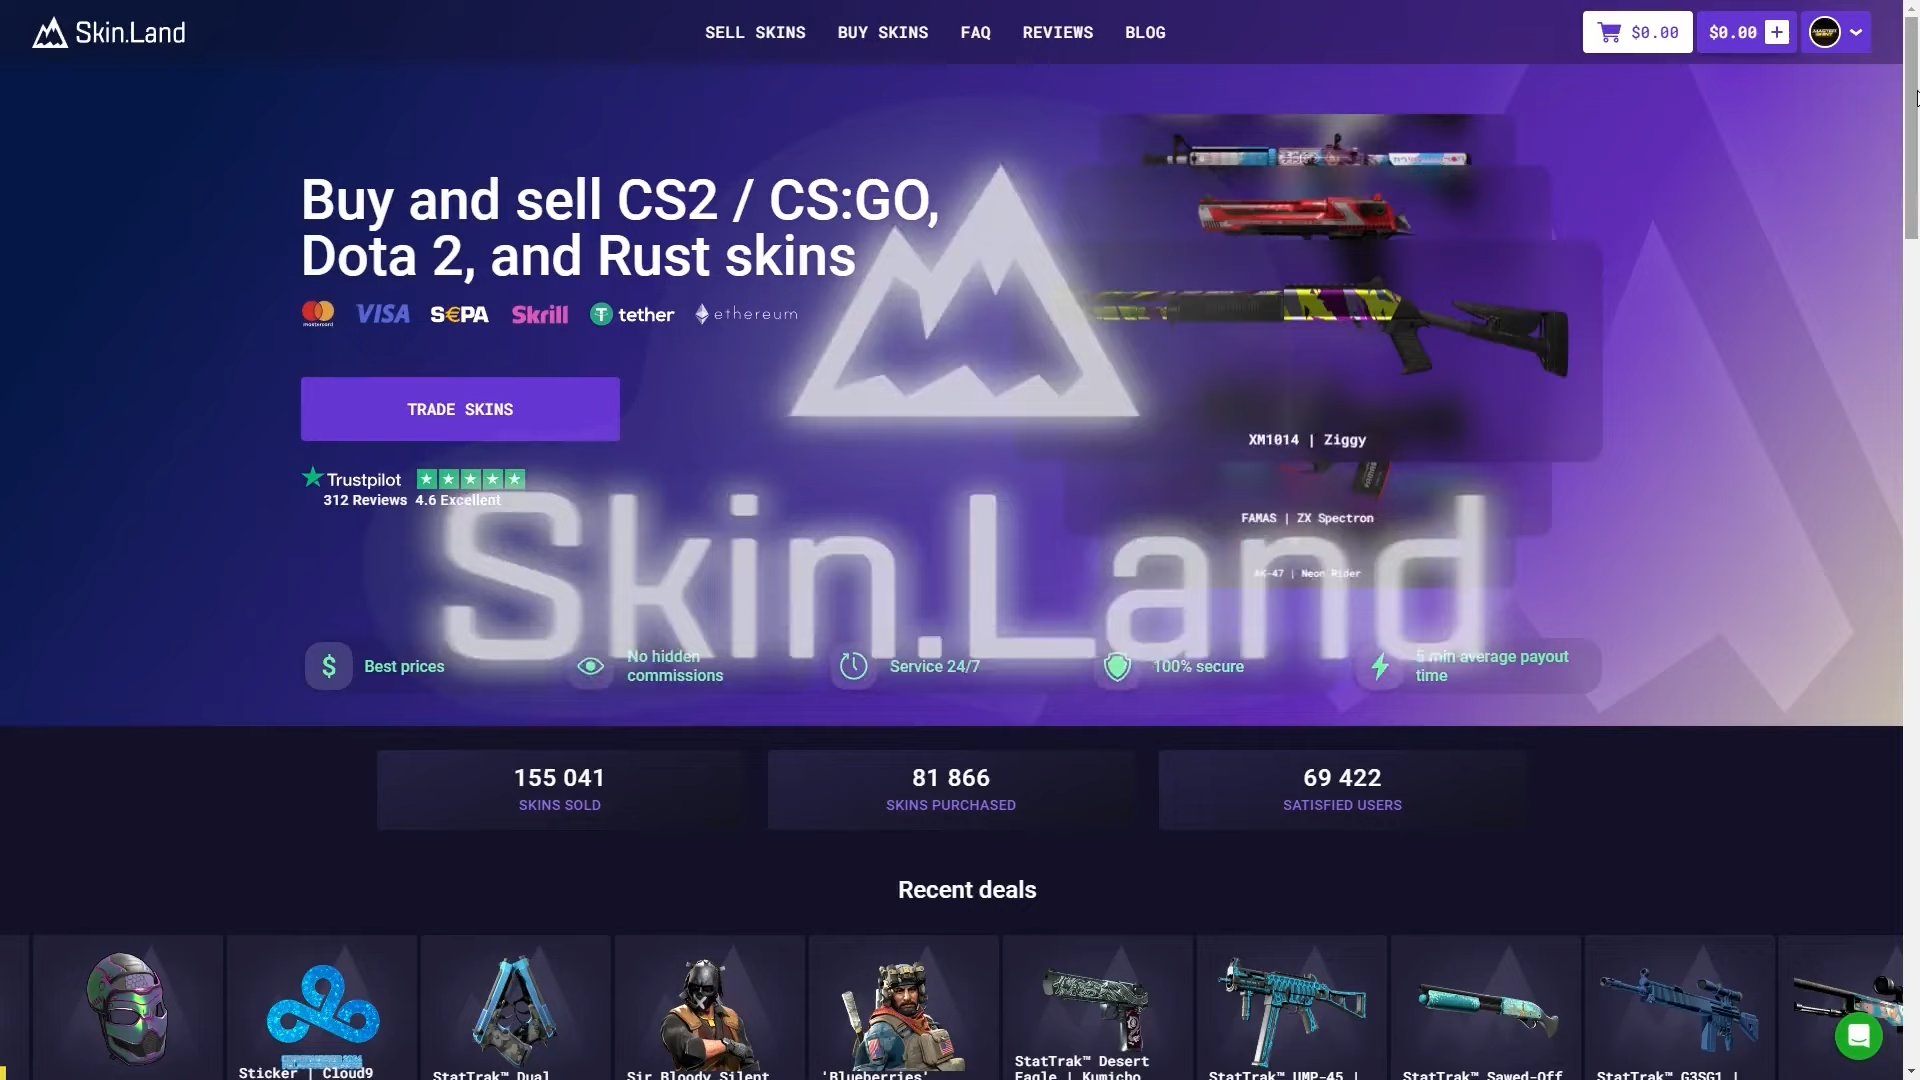 Skin.Land
SELL SKINS
BUY SKINS
FAQ
REVIEWS
BLOG
$0.00
$0.00
Buy and sell CS2 / CS:GO,
Dota 2, and Rust skins
mastercard
VISA
S€PA
Skrill
tether
ethereum
TRADE SKINS
Trustpilot
312 Reviews 4.6 Excellent
XM1014 | Ziggy
FAMAS | ZX Spectron
AK-47 | Neon Rider
Skin.Land
Best prices
No hidden
commissions
Service 24/7
100% secure
5 min average payout
time
155 041
SKINS SOLD
81 866
SKINS PURCHASED
69 422
SATISFIED USERS
Recent deals
Sticker | Cloud9
StatTrak™ Dual
Sir Bloody Silent
'Blueberries'
StatTrak™ Desert
Eagle | Kumicho
StatTrak™ UMP-45 |
StatTrak™ Sawed-Off
StatTrak™ G3SG1 |